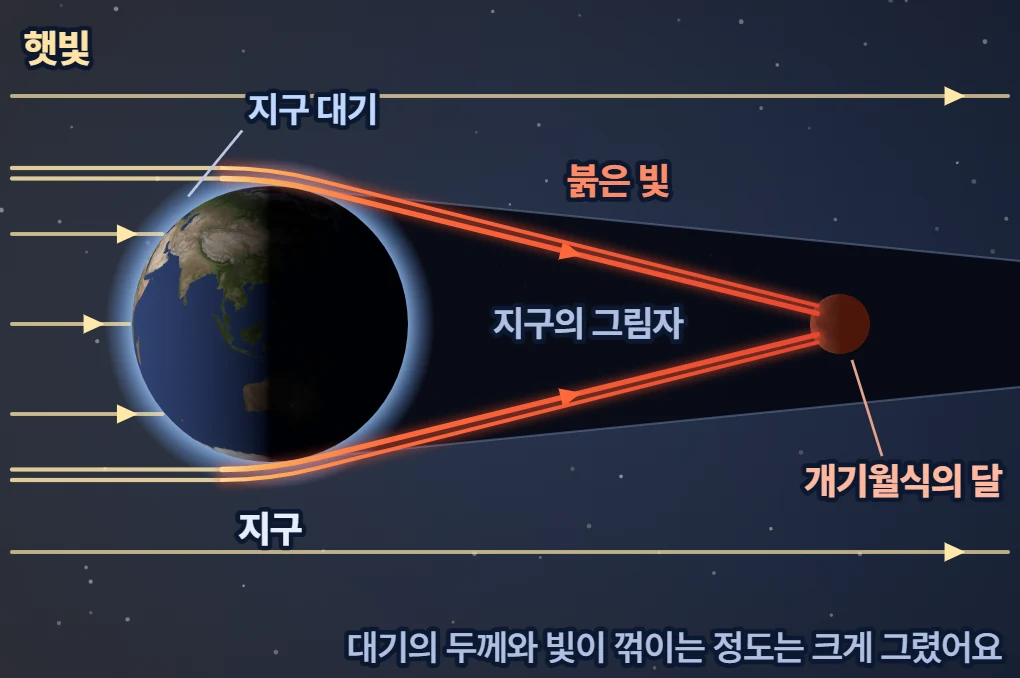 햇빛
지구 대기
붉은 빛
지구의 그림자
개기월식의 달
지구
대기의 두께와 빛이 꺾이는 정도는 크게 그렸어요